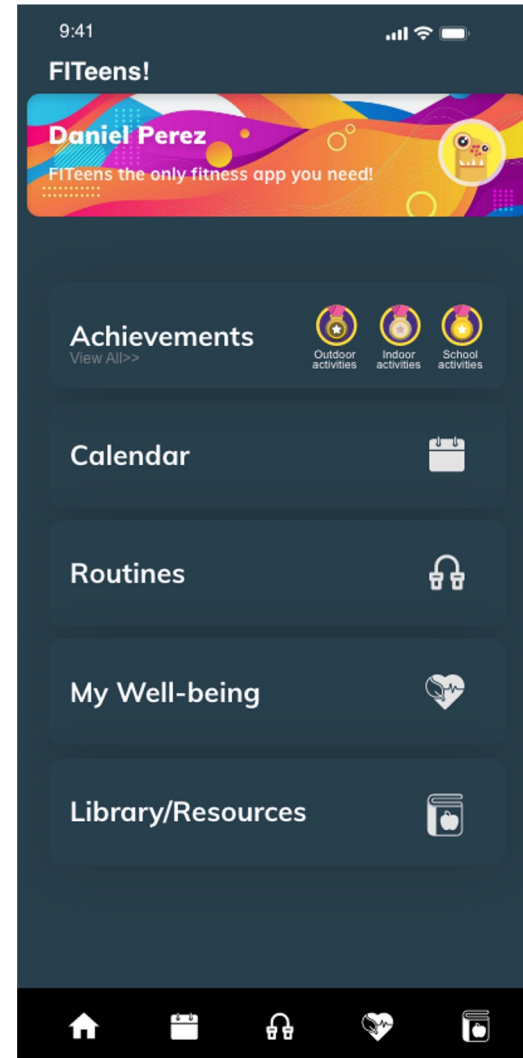 9:41
FITeens!
Daniel Perez
FITeens the only fitness app you need!
Achievements
View All>>
Outdoor activities
Indoor activities
School activities
Calendar
Routines
My Well-being
Library/Resources